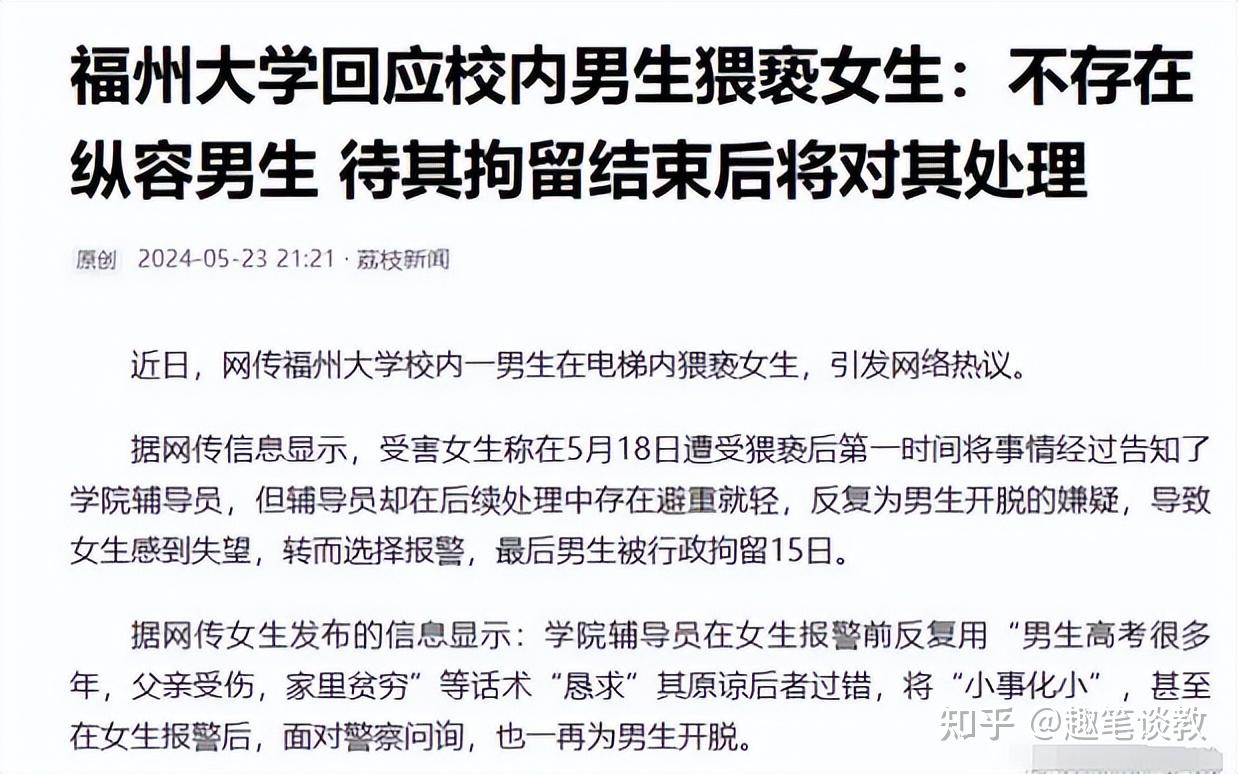 福州大学回应校内男生猥亵女生：不存在
纵容男生 待其拘留结束后将对其处理
原创 2024-05-23 21:21 · 荔枝新闻
近日，网传福州大学校内一男生在电梯内猥亵女生，引发网络热议。
据网传信息显示，受害女生称在5月18日遭受猥亵后第一时间将事情经过告知了
学院辅导员，但辅导员却在后续处理中存在避重就轻，反复为男生开脱的嫌疑，导致
女生感到失望，转而选择报警，最后男生被行政拘留15日。
据网传女生发布的信息显示：学院辅导员在女生报警前反复用“男生高考很多
年，父亲受伤，家里贫穷”等话术“恳求”其原谅后者过错，将“小事化小”，甚至
在女生报警后，面对警察问询，也一再为男生开脱。
知乎 @趣笔谈教